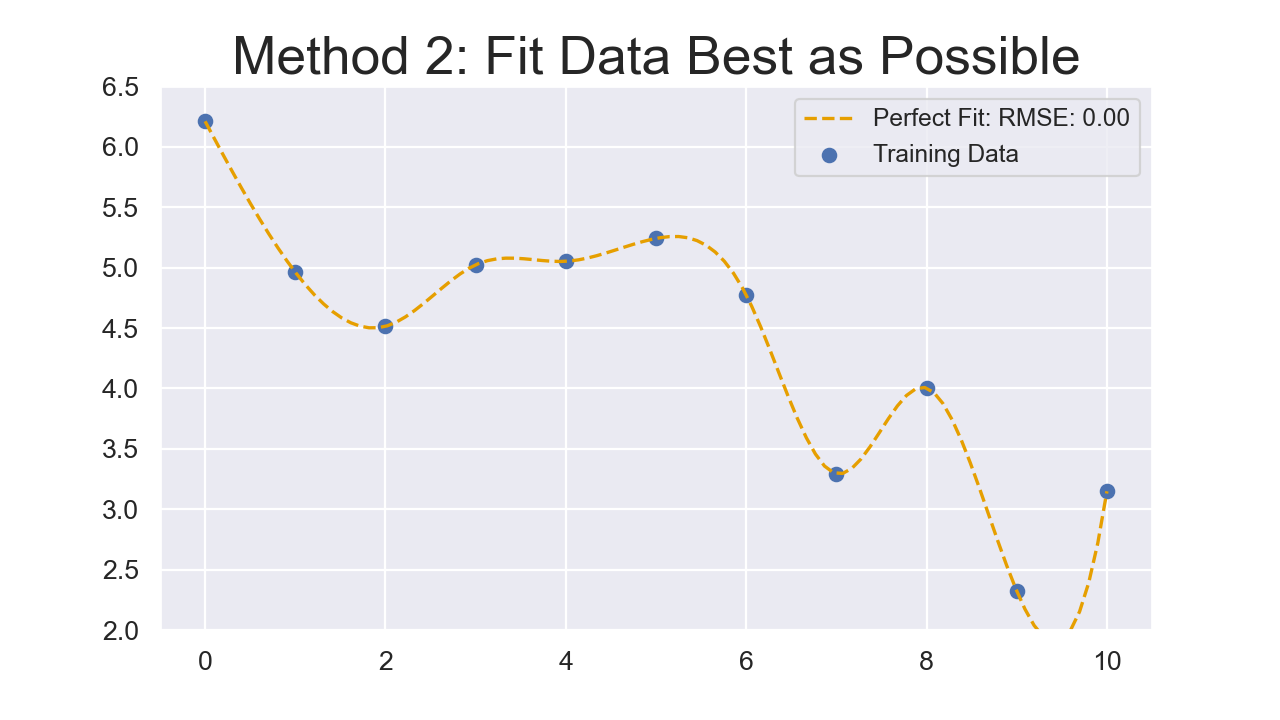 Method 2: Fit Data Best as Possible
6.5
6.0
5.5
5.0
4.5
4.0
3.5
3.0
2.5
2.0
Perfect Fit: RMSE: 0.00
Training Data
0 2 4 6 8 10